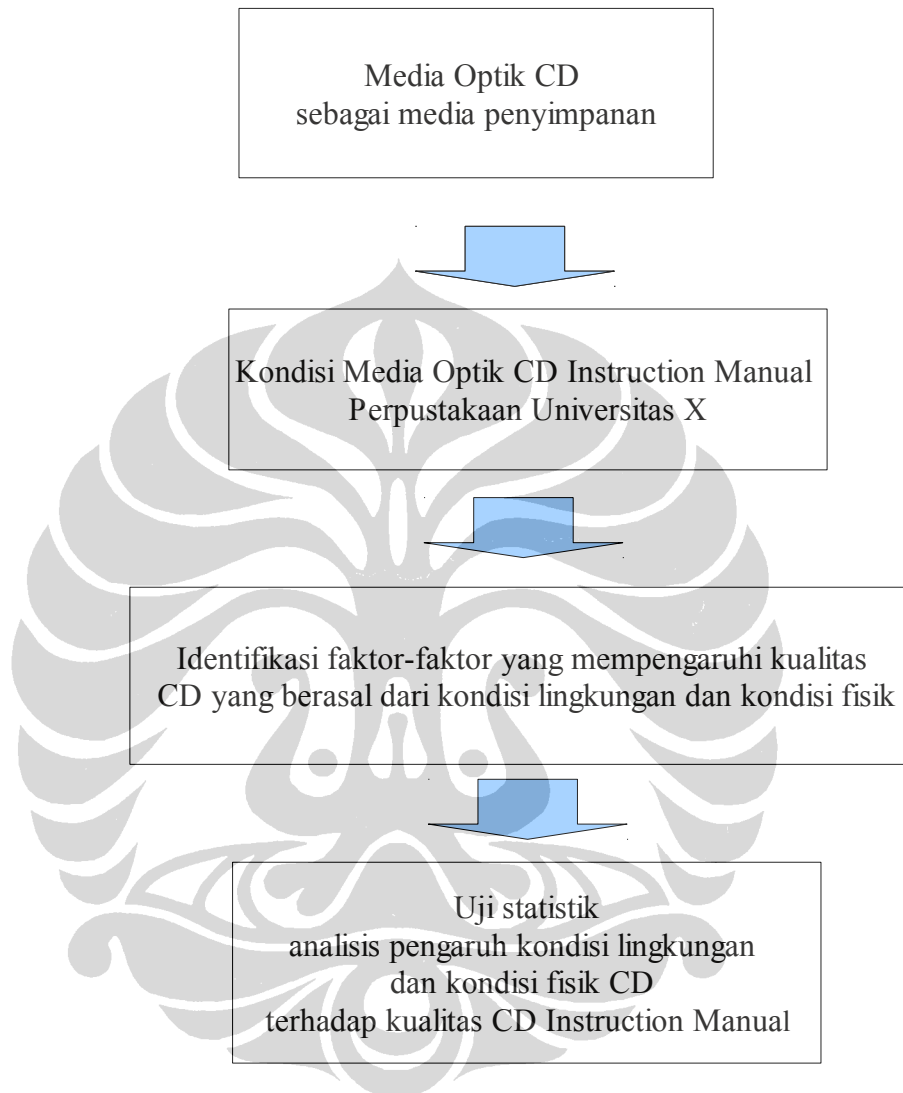 Media Optik CD
sebagai media penyimpanan
Kondisi Media Optik CD Instruction Manual
Perpustakaan Universitas X
Identifikasi faktor-faktor yang mempengaruhi kualitas
CD yang berasal dari kondisi lingkungan dan kondisi fisik
Uji statistik
analisis pengaruh kondisi lingkungan
dan kondisi fisik CD
terhadap kualitas CD Instruction Manual